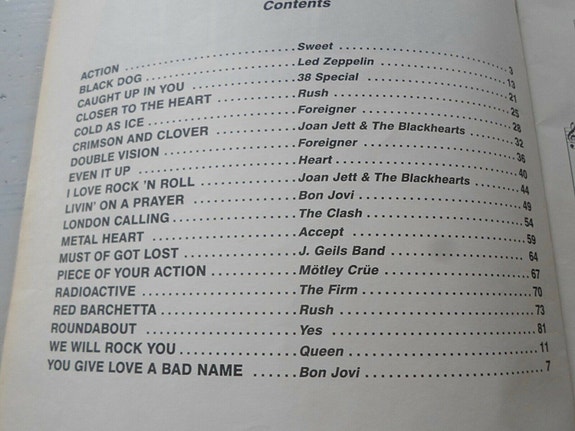 Contents
ACTION ........ Sweet ........ 3
BLACK DOG ........ Led Zeppelin ........ 13
CAUGHT UP IN YOU ........ 38 Special ........ 21
CLOSER TO THE HEART ........ Rush ........ 25
COLD AS ICE ........ Foreigner ........ 28
CRIMSON AND CLOVER ........ Joan Jett & The Blackhearts ........ 32
DOUBLE VISION ........ Foreigner ........ 36
EVEN IT UP ........ Heart ........ 40
I LOVE ROCK 'N ROLL ........ Joan Jett & The Blackhearts ........ 44
LIVIN' ON A PRAYER ........ Bon Jovi ........ 49
LONDON CALLING ........ The Clash ........ 54
METAL HEART ........ Accept ........ 59
MUST OF GOT LOST ........ J. Geils Band ........ 64
PIECE OF YOUR ACTION ........ Mötley Crüe ........ 67
RADIOACTIVE ........ The Firm ........ 70
RED BARCHETTA ........ Rush ........ 73
ROUNDABOUT ........ Yes ........ 81
WE WILL ROCK YOU ........ Queen ........ 11
YOU GIVE LOVE A BAD NAME ........ Bon Jovi ........ 7